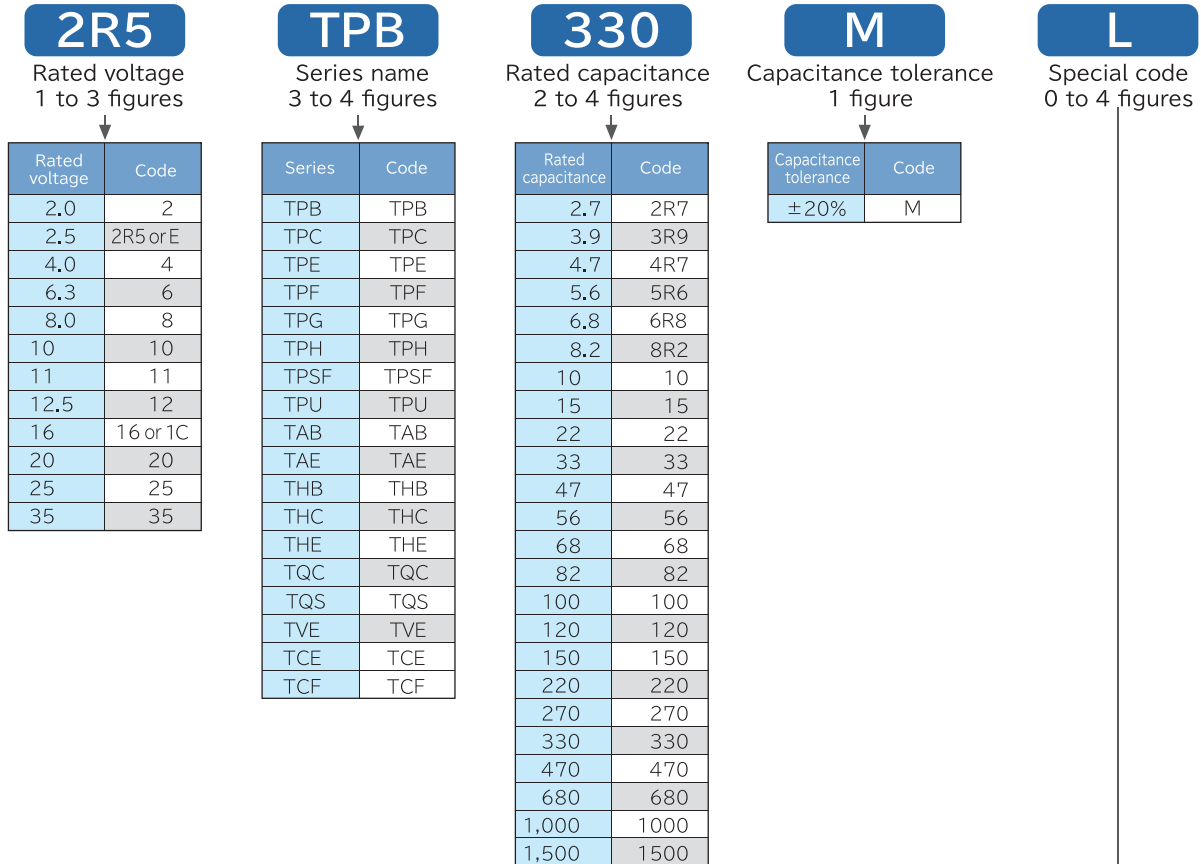 2R5 TPB 330 M L
Rated voltage Series name Rated capacitance Capacitance tolerance Special code
1 to 3 figures 3 to 4 figures 2 to 4 figures 1 figure 0 to 4 figures
Rated voltage Code
2.0 2
2.5 2R5 or E
4.0 4
6.3 6
8.0 8
10 10
11 11
12.5 12
16 16 or 1C
20 20
25 25
35 35
Series Code
TPB TPB
TPC TPC
TPE TPE
TPF TPF
TPG TPG
TPH TPH
TPSF TPSF
TPU TPU
TAB TAB
TAE TAE
THB THB
THC THC
THE THE
TQC TQC
TQS TQS
TVE TVE
TCE TCE
TCF TCF
Rated capacitance Code
2.7 2R7
3.9 3R9
4.7 4R7
5.6 5R6
6.8 6R8
8.2 8R2
10 10
15 15
22 22
33 33
47 47
56 56
68 68
82 82
100 100
120 120
150 150
220 220
270 270
330 330
470 470
680 680
1,000 1000
1,500 1500
Capacitance tolerance Code
±20% M